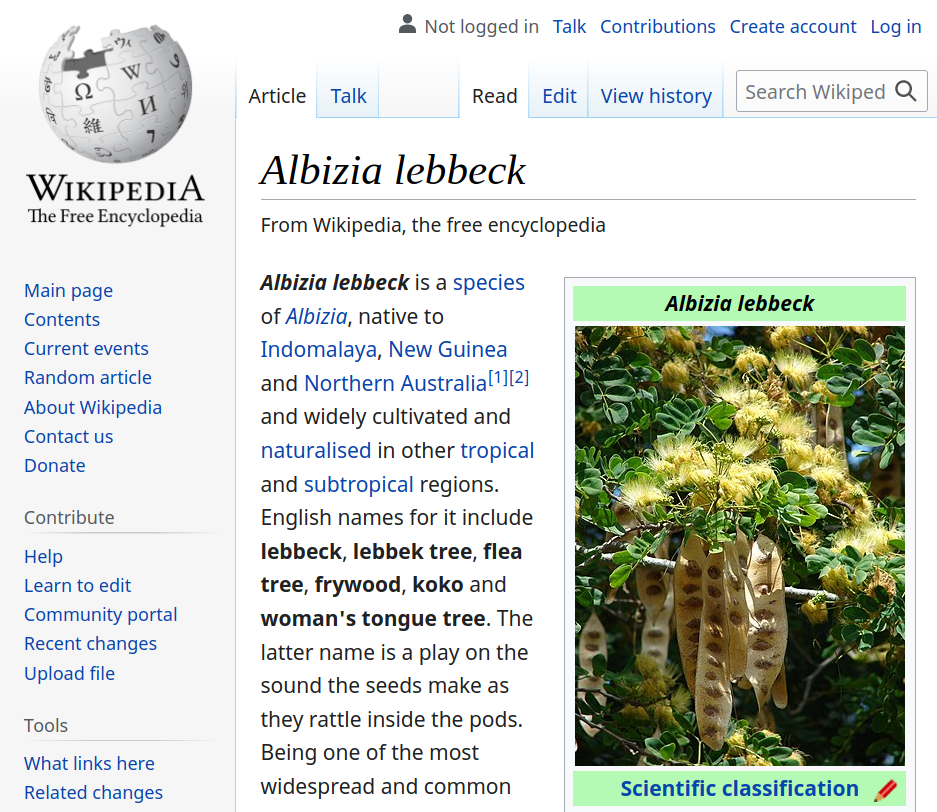 Not logged in Talk Contributions Create account Log in
Article Talk Read Edit View history Search Wikiped
WIKIPEDIA
The Free Encyclopedia
Main page
Contents
Current events
Random article
About Wikipedia
Contact us
Donate
Contribute
Help
Learn to edit
Community portal
Recent changes
Upload file
Tools
What links here
Related changes
Albizia lebbeck
From Wikipedia, the free encyclopedia
Albizia lebbeck is a species
of Albizia, native to
Indomalaya, New Guinea
and Northern Australia[1][2]
and widely cultivated and
naturalised in other tropical
and subtropical regions.
English names for it include
lebbeck, lebbek tree, flea
tree, frywood, koko and
woman's tongue tree. The
latter name is a play on the
sound the seeds make as
they rattle inside the pods.
Being one of the most
widespread and common
Albizia lebbeck
Scientific classification